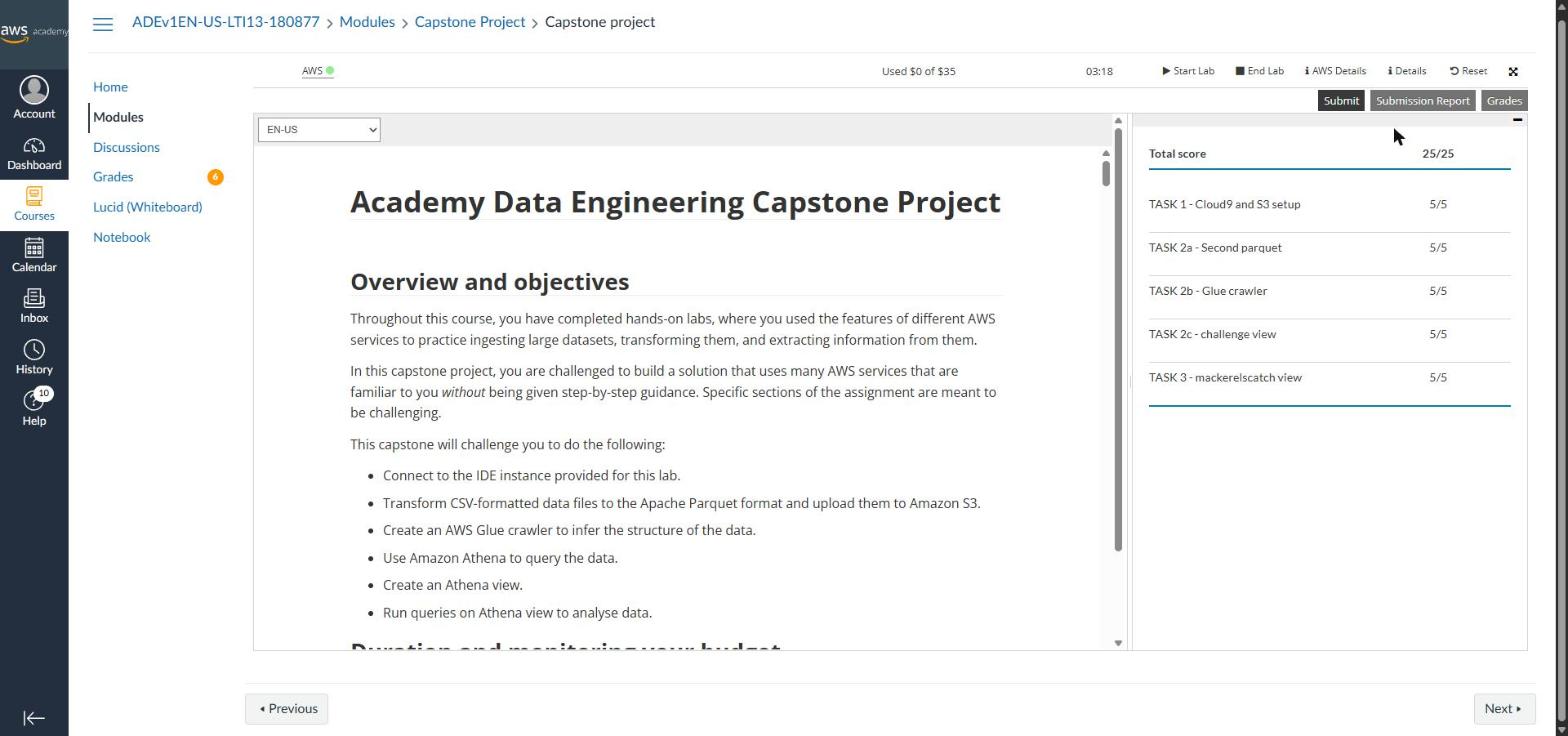 aws academy
Account
Dashboard
Courses
Calendar
Inbox
History
10
Help
ADEv1EN-US-LTI13-180877 > Modules > Capstone Project > Capstone project
Home
Modules
Discussions
Grades 6
Lucid (Whiteboard)
Notebook
AWS Used $0 of $35 03:18 Start Lab End Lab AWS Details Details Reset
Submit Submission Report Grades
EN-US
Academy Data Engineering Capstone Project
Overview and objectives
Throughout this course, you have completed hands-on labs, where you used the features of different AWS
services to practice ingesting large datasets, transforming them, and extracting information from them.
In this capstone project, you are challenged to build a solution that uses many AWS services that are
familiar to you without being given step-by-step guidance. Specific sections of the assignment are meant to
be challenging.
This capstone will challenge you to do the following:
• Connect to the IDE instance provided for this lab.
• Transform CSV-formatted data files to the Apache Parquet format and upload them to Amazon S3.
• Create an AWS Glue crawler to infer the structure of the data.
• Use Amazon Athena to query the data.
• Create an Athena view.
• Run queries on Athena view to analyse data.
Duration and monitoring your budget
Total score 25/25
TASK 1 - Cloud9 and S3 setup 5/5
TASK 2a - Second parquet 5/5
TASK 2b - Glue crawler 5/5
TASK 2c - challenge view 5/5
TASK 3 - mackerelscatch view 5/5
Previous
Next